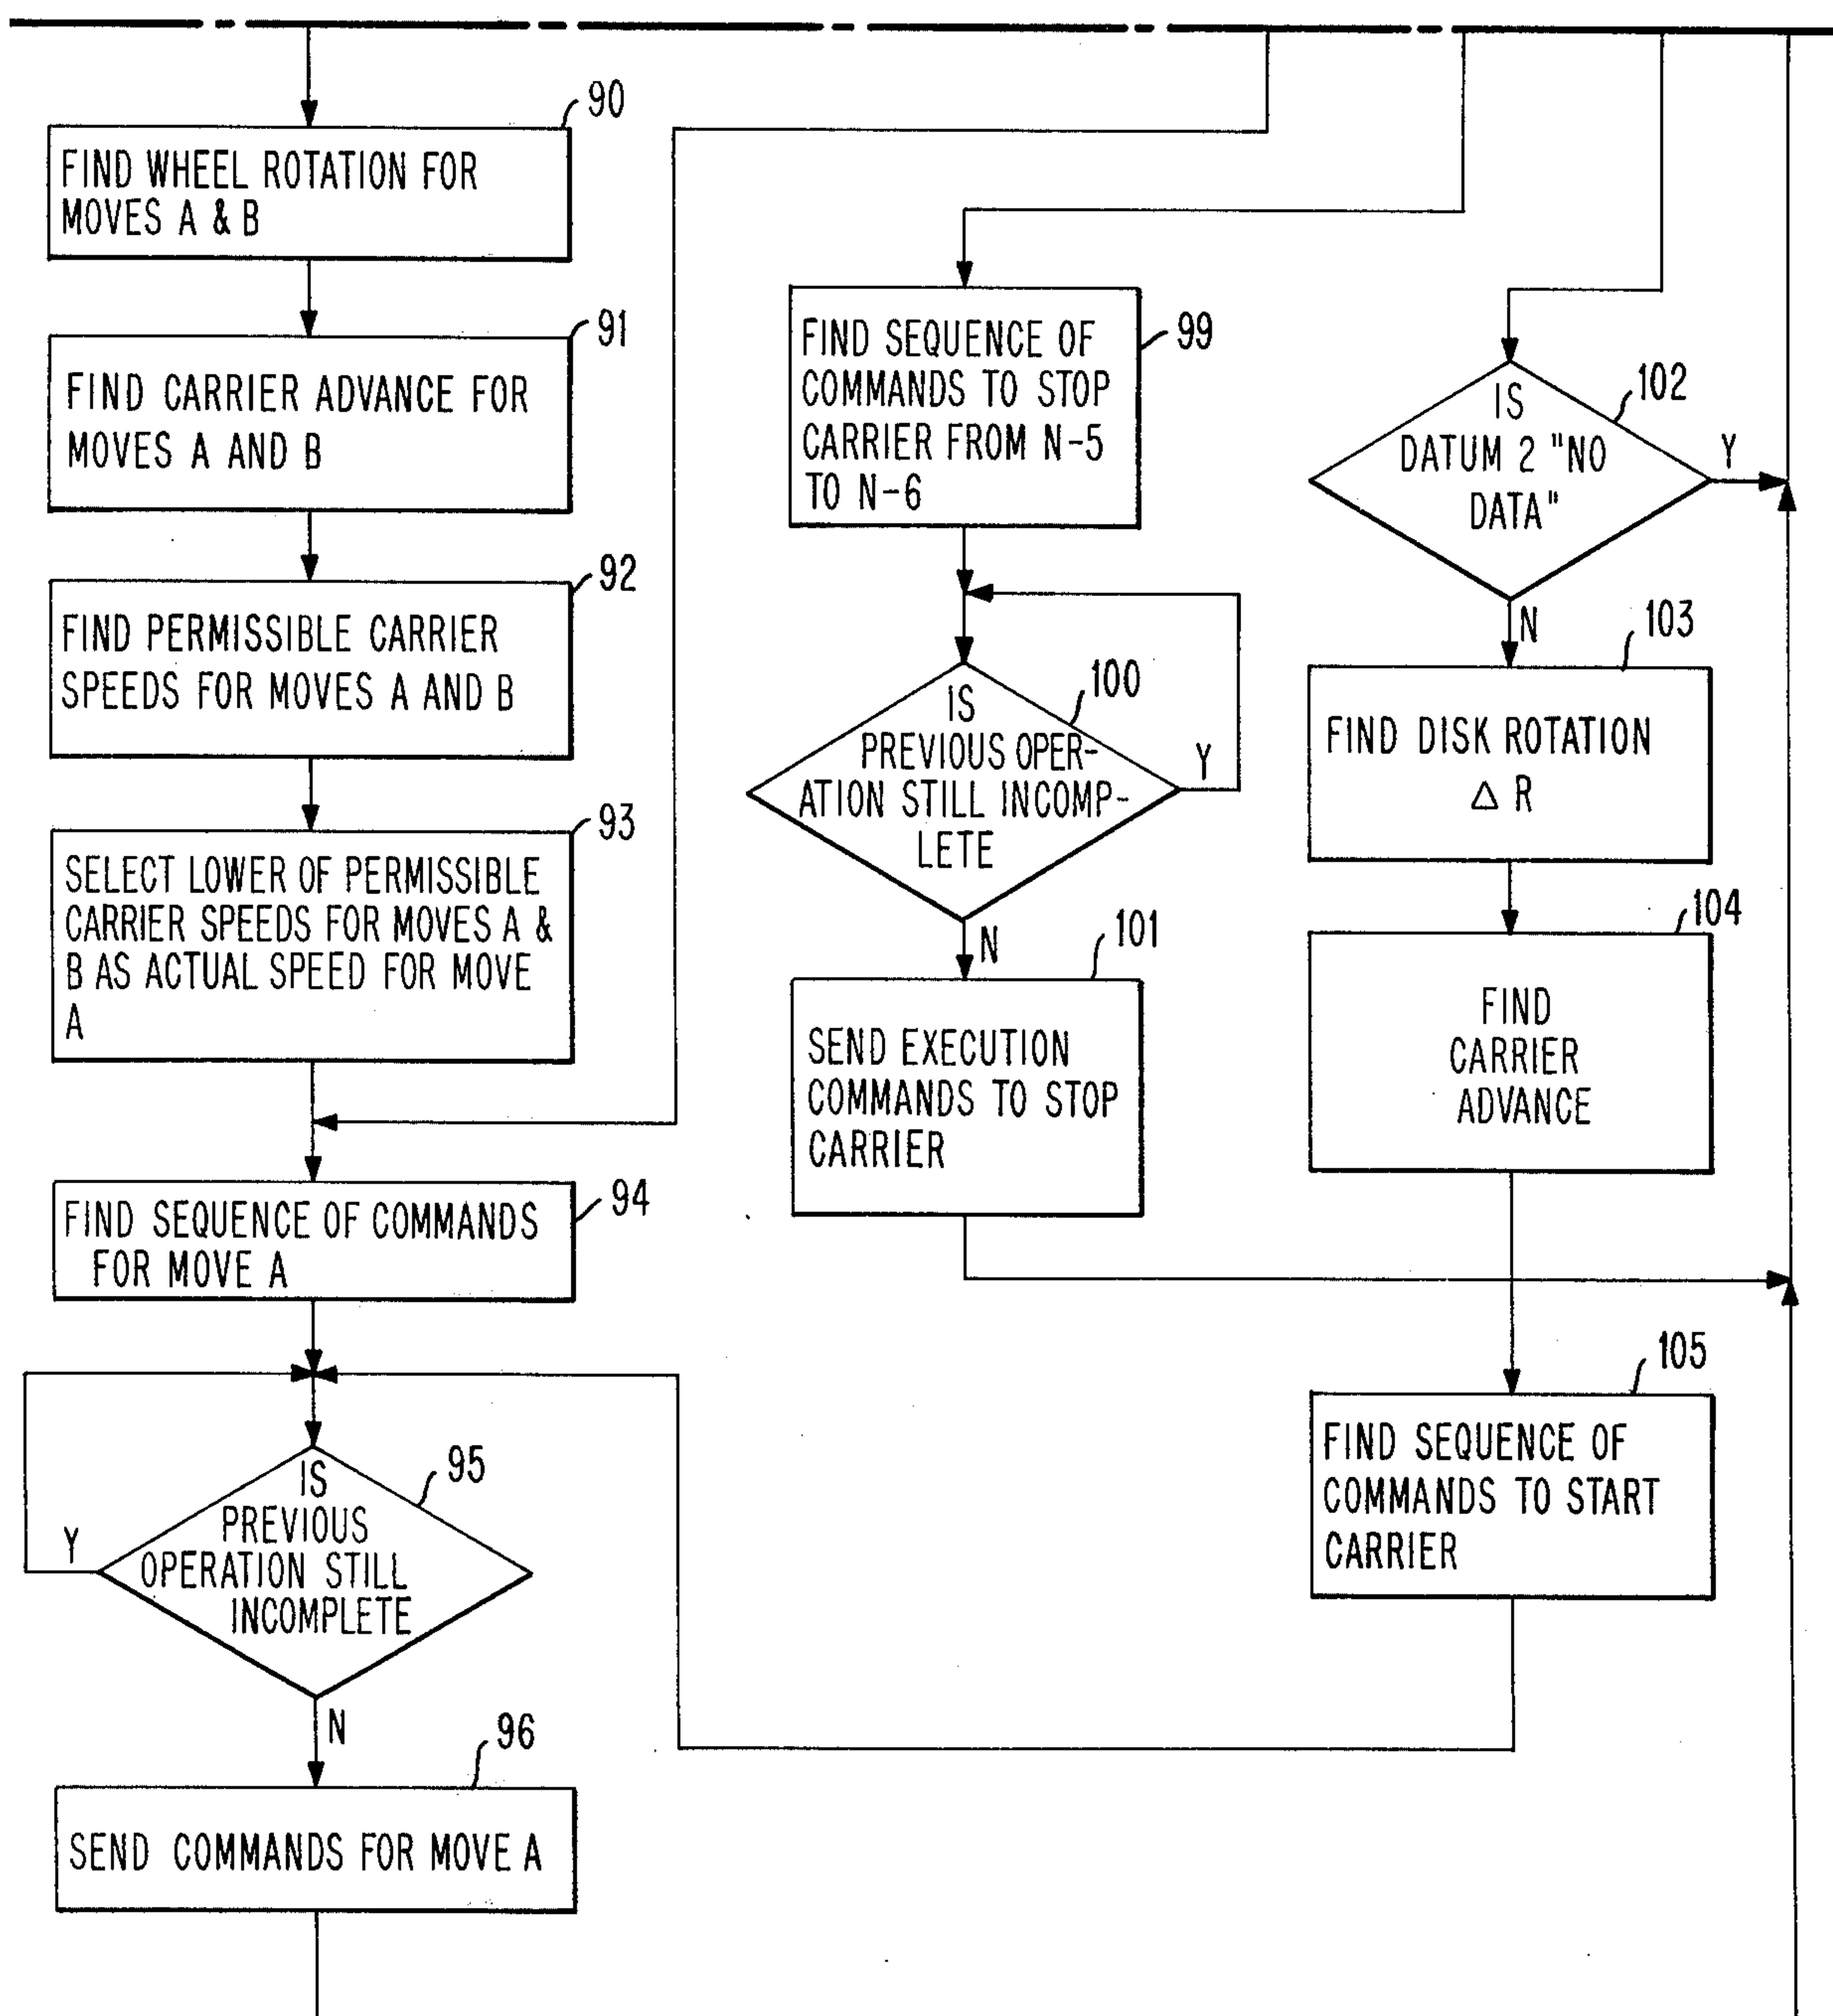 90
FIND WHEEL ROTATION FOR
MOVES A & B
91
FIND CARRIER ADVANCE FOR
MOVES A AND B
92
FIND PERMISSIBLE CARRIER
SPEEDS FOR MOVES A AND B
93
SELECT LOWER OF PERMISSIBLE
CARRIER SPEEDS FOR MOVES A &
B AS ACTUAL SPEED FOR MOVE
A
94
FIND SEQUENCE OF COMMANDS
FOR MOVE A
95
IS
PREVIOUS
OPERATION STILL
INCOMPLETE
Y
N
96
SEND COMMANDS FOR MOVE A
99
FIND SEQUENCE OF
COMMANDS TO STOP
CARRIER FROM N-5
TO N-6
100
IS
PREVIOUS OPER-
ATION STILL INCOMP-
LETE
Y
N
101
SEND EXECUTION
COMMANDS TO STOP
CARRIER
102
IS
DATUM 2 "NO
DATA"
Y
N
103
FIND DISK ROTATION
△ R
104
FIND
CARRIER
ADVANCE
105
FIND SEQUENCE OF
COMMANDS TO START
CARRIER